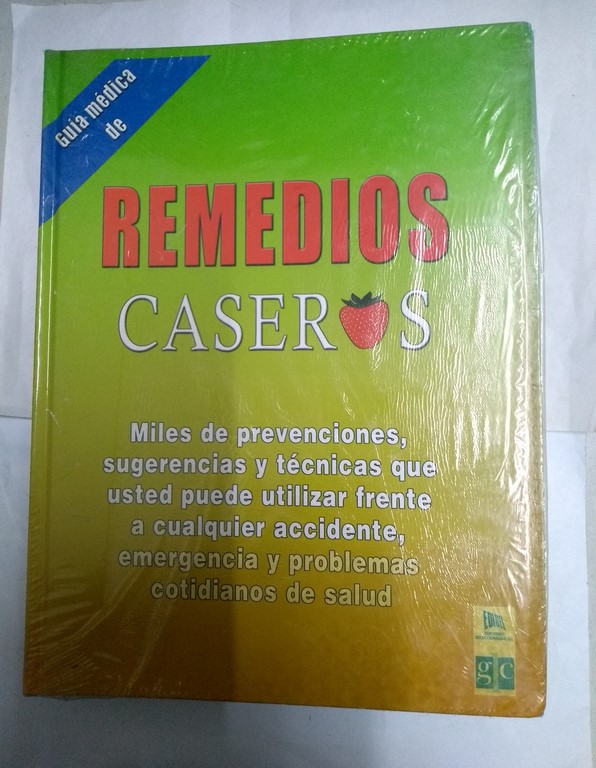 Guía médica
de
REMEDIOS
CASEROS
Miles de prevenciones,
sugerencias y técnicas que
usted puede utilizar frente
a cualquier accidente,
emergencia y problemas
cotidianos de salud
g c